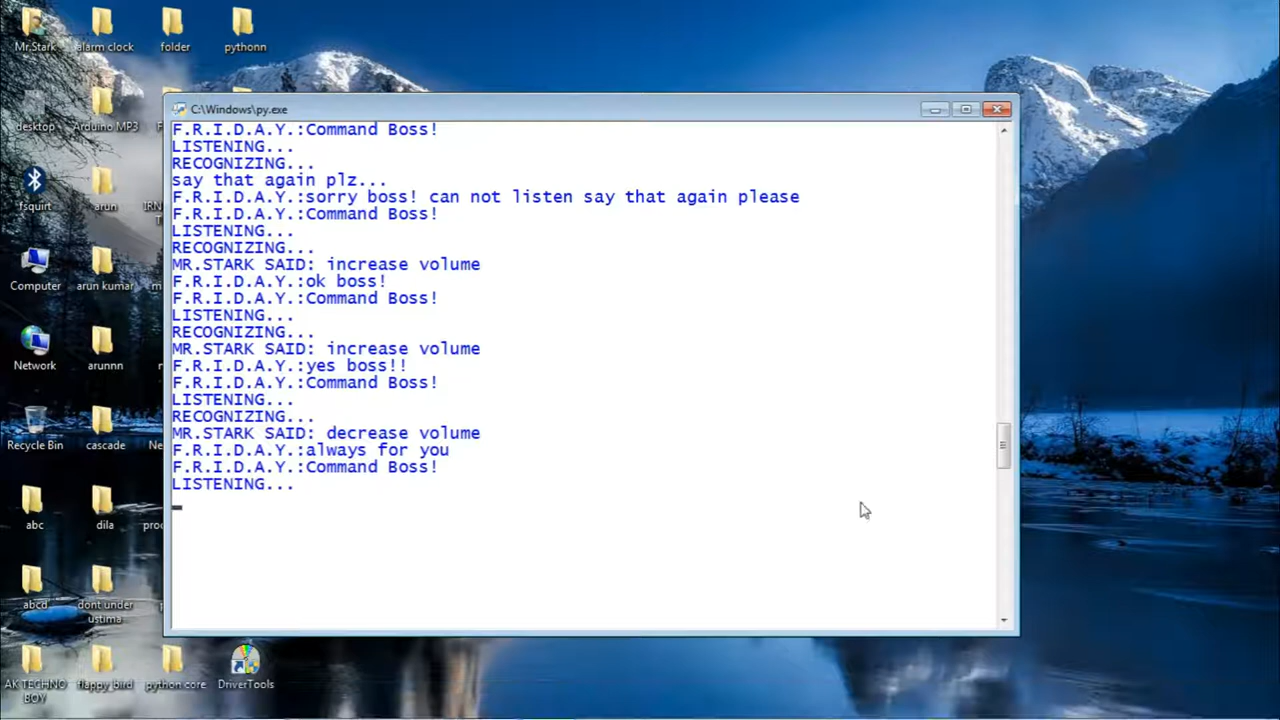 Mr.Stark
alarm clock
folder
pythonn
C:\Windows\py.exe
F.R.I.D.A.Y.:Command Boss!
LISTENING...
RECOGNIZING...
say that again plz...
F.R.I.D.A.Y.:sorry boss! can not listen say that again please
F.R.I.D.A.Y.:Command Boss!
LISTENING...
RECOGNIZING...
MR.STARK SAID: increase volume
F.R.I.D.A.Y.:ok boss!
F.R.I.D.A.Y.:Command Boss!
LISTENING...
RECOGNIZING...
MR.STARK SAID: increase volume
F.R.I.D.A.Y.:yes boss!!
F.R.I.D.A.Y.:Command Boss!
LISTENING...
RECOGNIZING...
MR.STARK SAID: decrease volume
F.R.I.D.A.Y.:always for you
F.R.I.D.A.Y.:Command Boss!
LISTENING...
desktop
Arduino MP3
fsquirt
arun
Computer
arun kumar
Network
arunnn
Recycle Bin
cascade
abc
dila
abcd
dont under
ustima
AK TECHNO
BOY
flappy_bird
python core
DriverTools